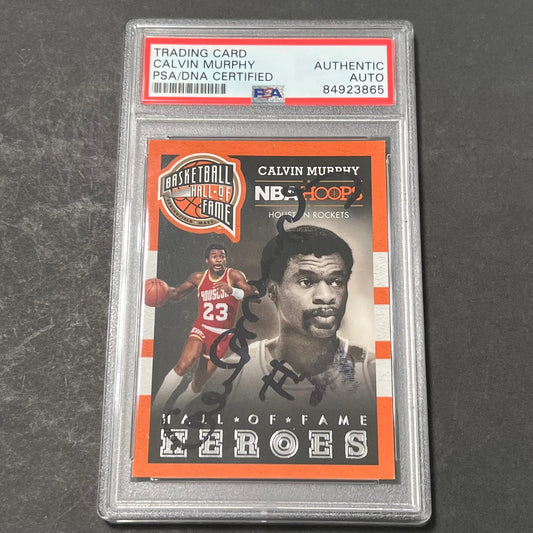 TRADING CARD
CALVIN MURPHY
PSA/DNA CERTIFIED
AUTHENTIC
AUTO
84923865
PSA
BASKETBALL
HALL·OF
FAME
CALVIN MURPHY
NBA HOOPS
HOUSTON ROCKETS
HOUSTON
23
HALL★OF★FAME
HEROES